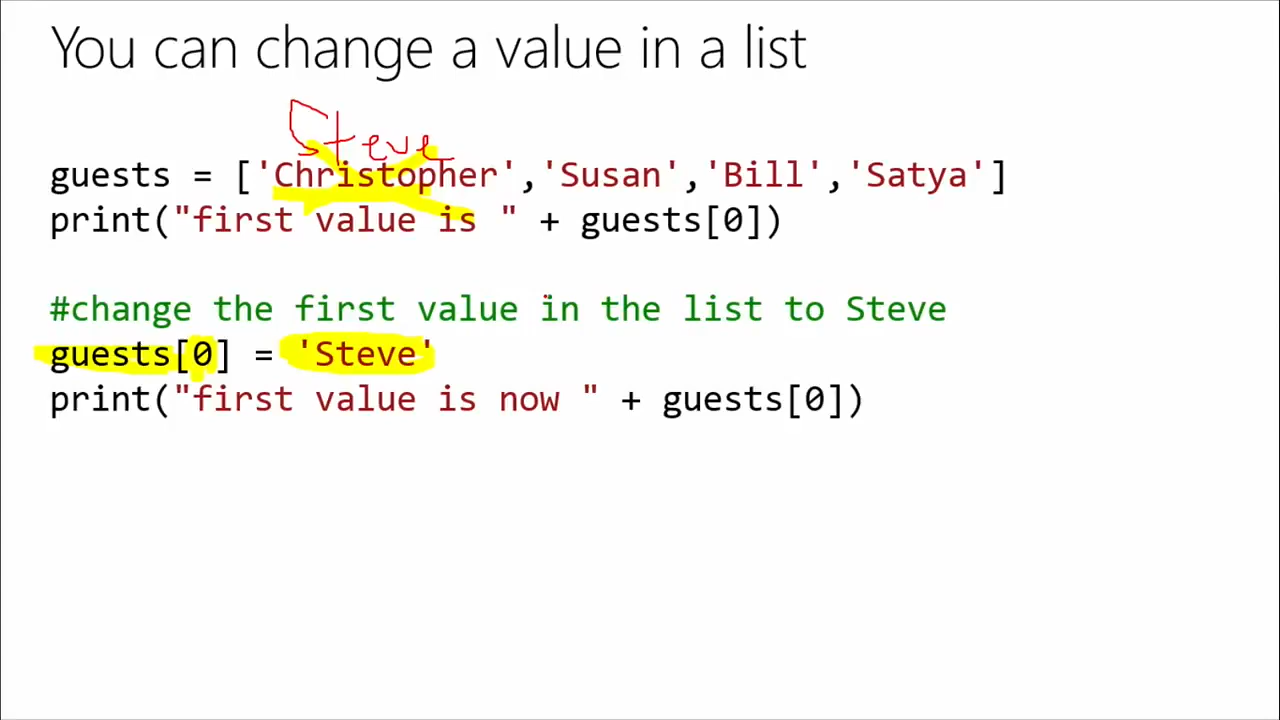 You can change a value in a list
Steve
guests = ['Christopher','Susan','Bill','Satya']
print("first value is " + guests[0])
#change the first value in the list to Steve
guests[0] = 'Steve'
print("first value is now " + guests[0])